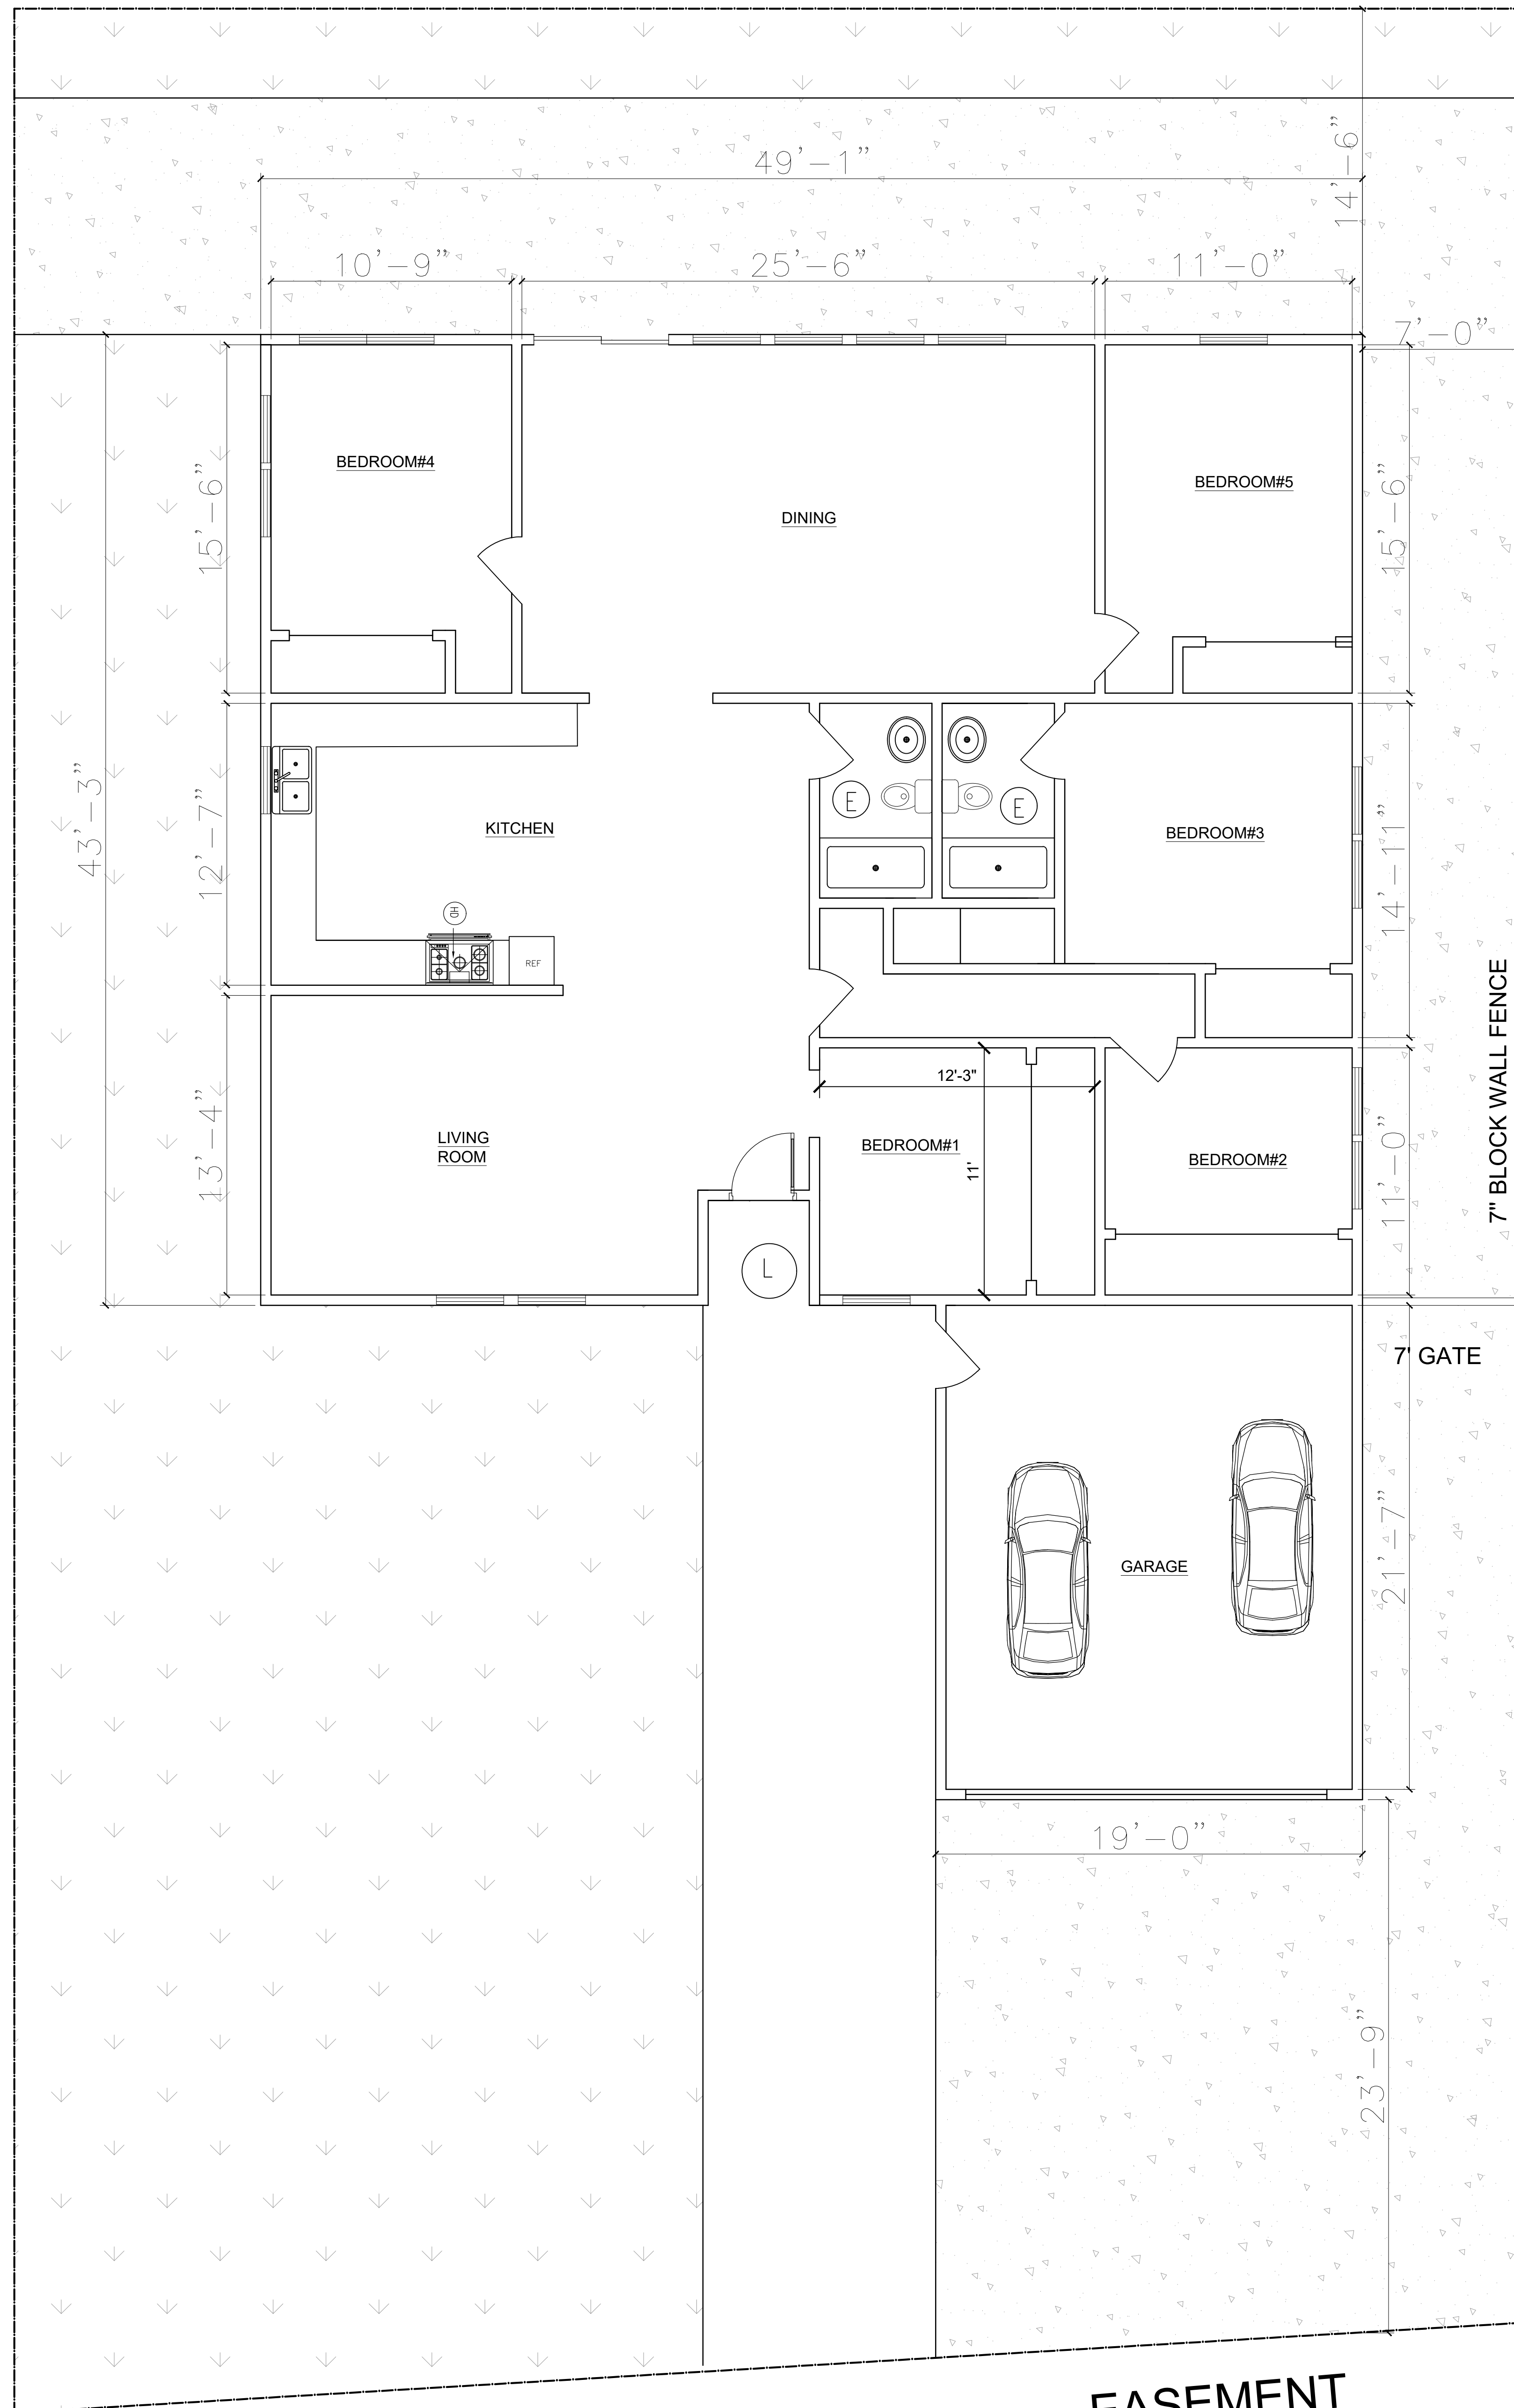 14'-6"
49'-1"
10'-9"
25'-6"
11'-0"
7'-0"
BEDROOM#4
BEDROOM#5
DINING
15'-6"
15'-6"
43'-3"
12'-7"
KITCHEN
E
E
BEDROOM#3
14'-11"
HD
REF
7" BLOCK WALL FENCE
12'-3"
13'-4"
LIVING
ROOM
BEDROOM#1
11'
BEDROOM#2
11'-0"
L
7' GATE
21'-7"
GARAGE
19'-0"
23'-9"
EASEMENT